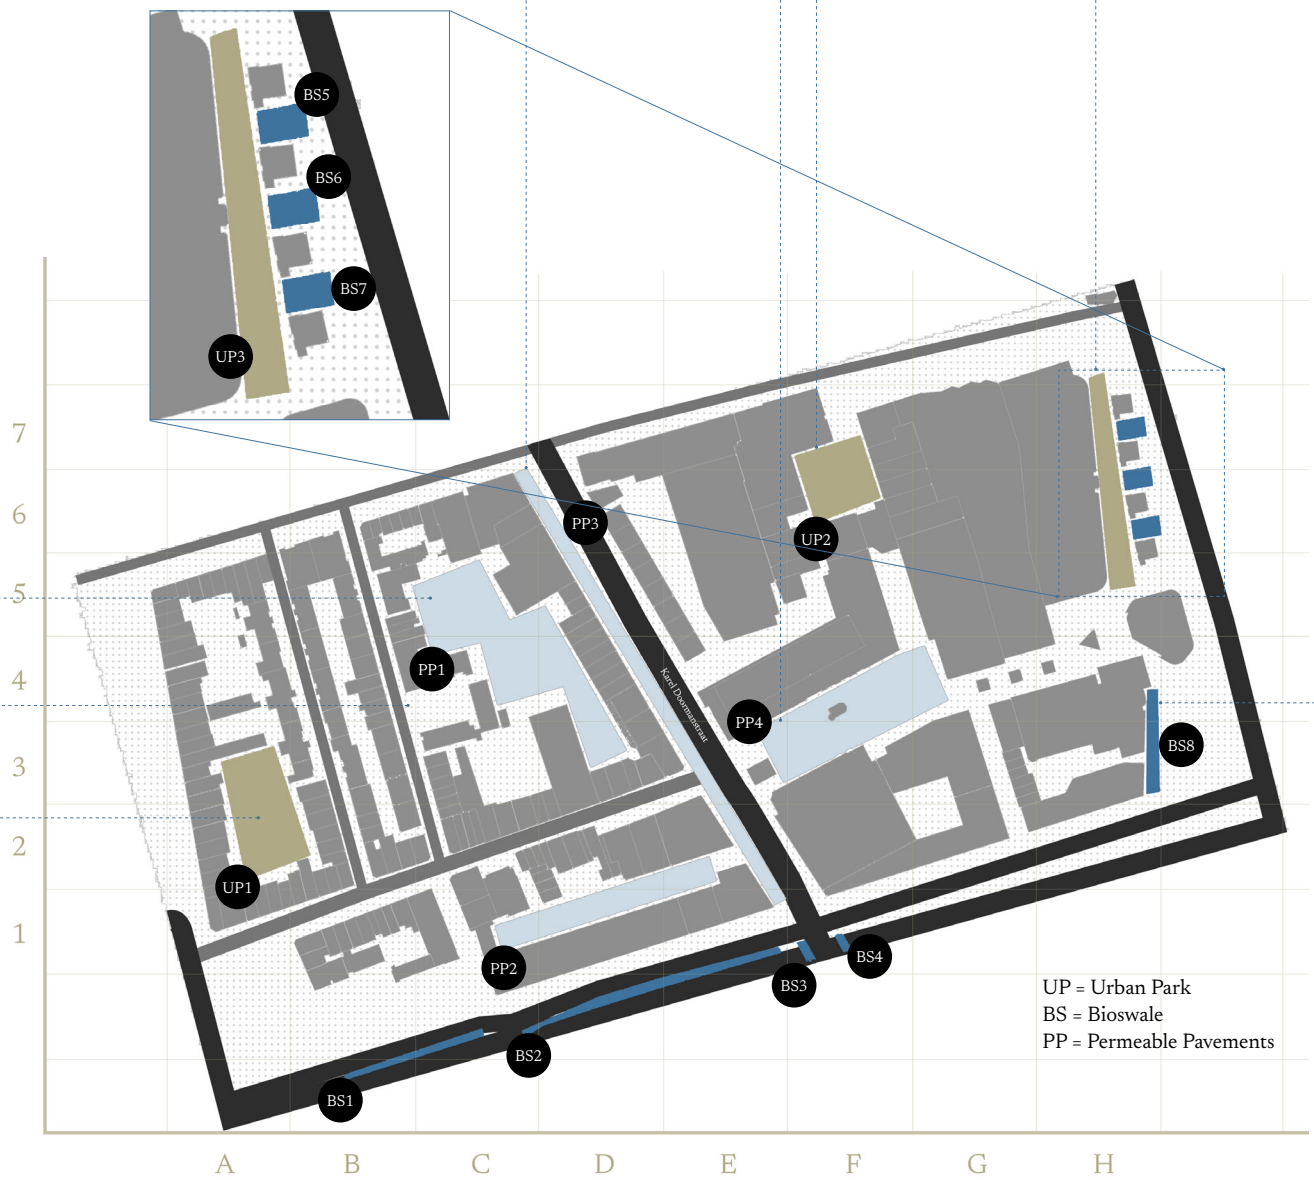 BS5
BS6
BS7
UP3
7
6
5
4
3
2
1
PP3
UP2
PP1
Karel Doormanstraat
PP4
BS8
UP1
PP2
BS3
BS4
BS2
BS1
UP = Urban Park
BS = Bioswale
PP = Permeable Pavements
A B C D E F G H